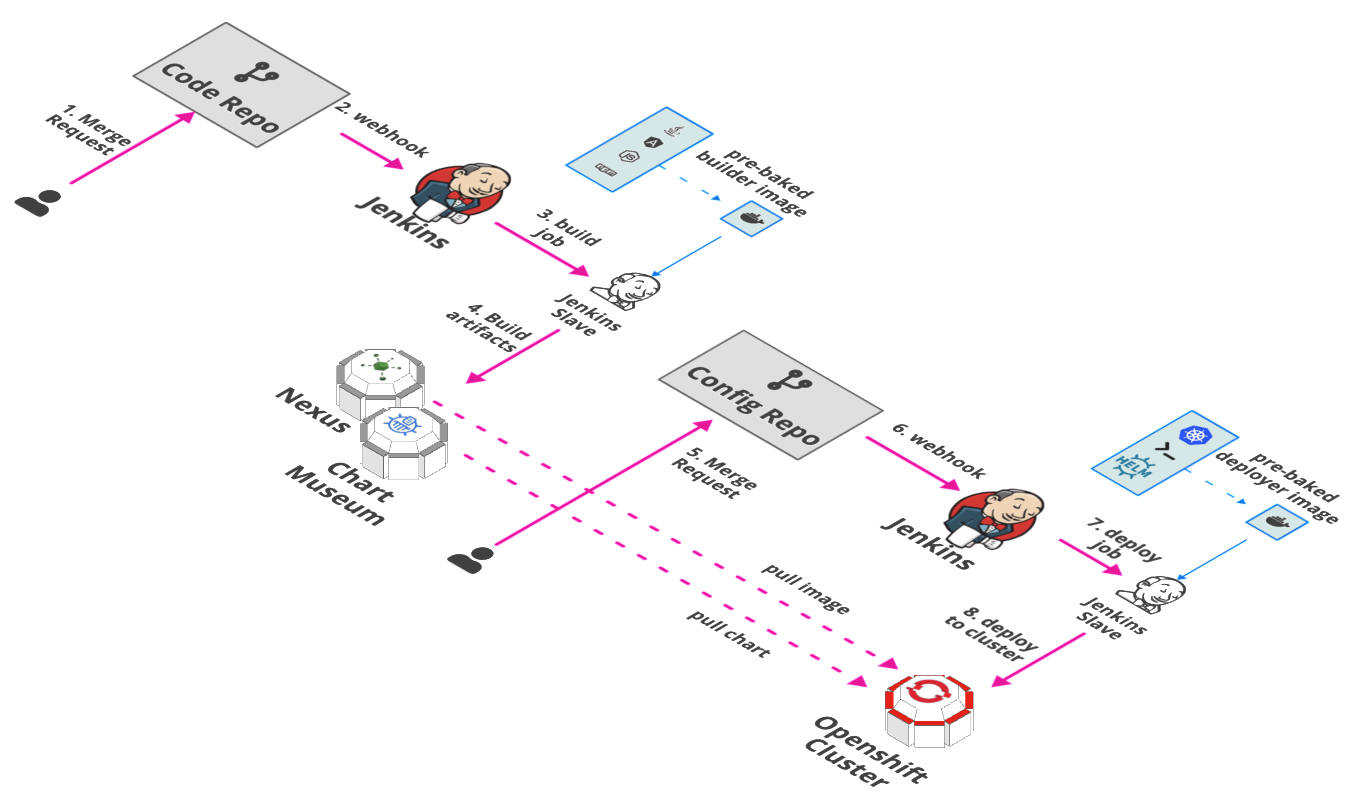 Code Repo
1. Merge
Request
2. webhook
Jenkins
3. build
job
JS
A
npm
pre-baked
builder image
Jenkins
Slave
4. Build
artifacts
Nexus
Chart
Museum
Config Repo
5. Merge
Request
6. webhook
Jenkins
7. deploy
job
HELM
pre-baked
deployer image
Jenkins
Slave
8. deploy
to cluster
pull image
pull chart
Openshift
Cluster